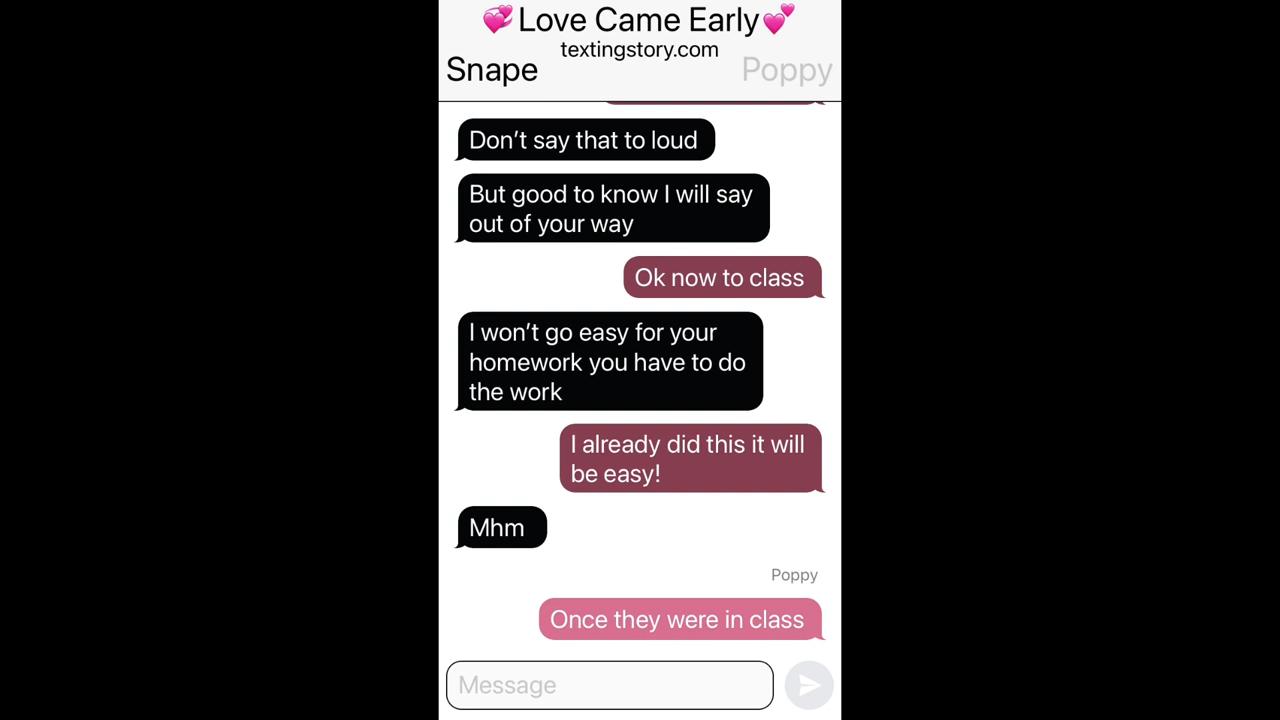 💞Love Came Early💕
textingstory.com
Snape
Poppy
Don’t say that to loud
But good to know I will say
out of your way
Ok now to class
I won’t go easy for your
homework you have to do
the work
I already did this it will
be easy!
Mhm
Poppy
Once they were in class
Message